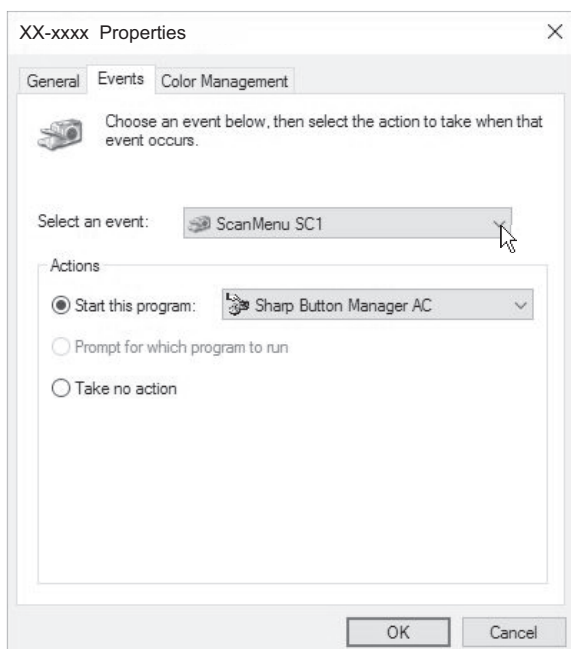 XX-xxxx Properties
General Events Color Management
Choose an event below, then select the action to take when that
event occurs.
Select an event: ScanMenu SC1
Actions
Start this program: Sharp Button Manager AC
Prompt for which program to run
Take no action
OK Cancel